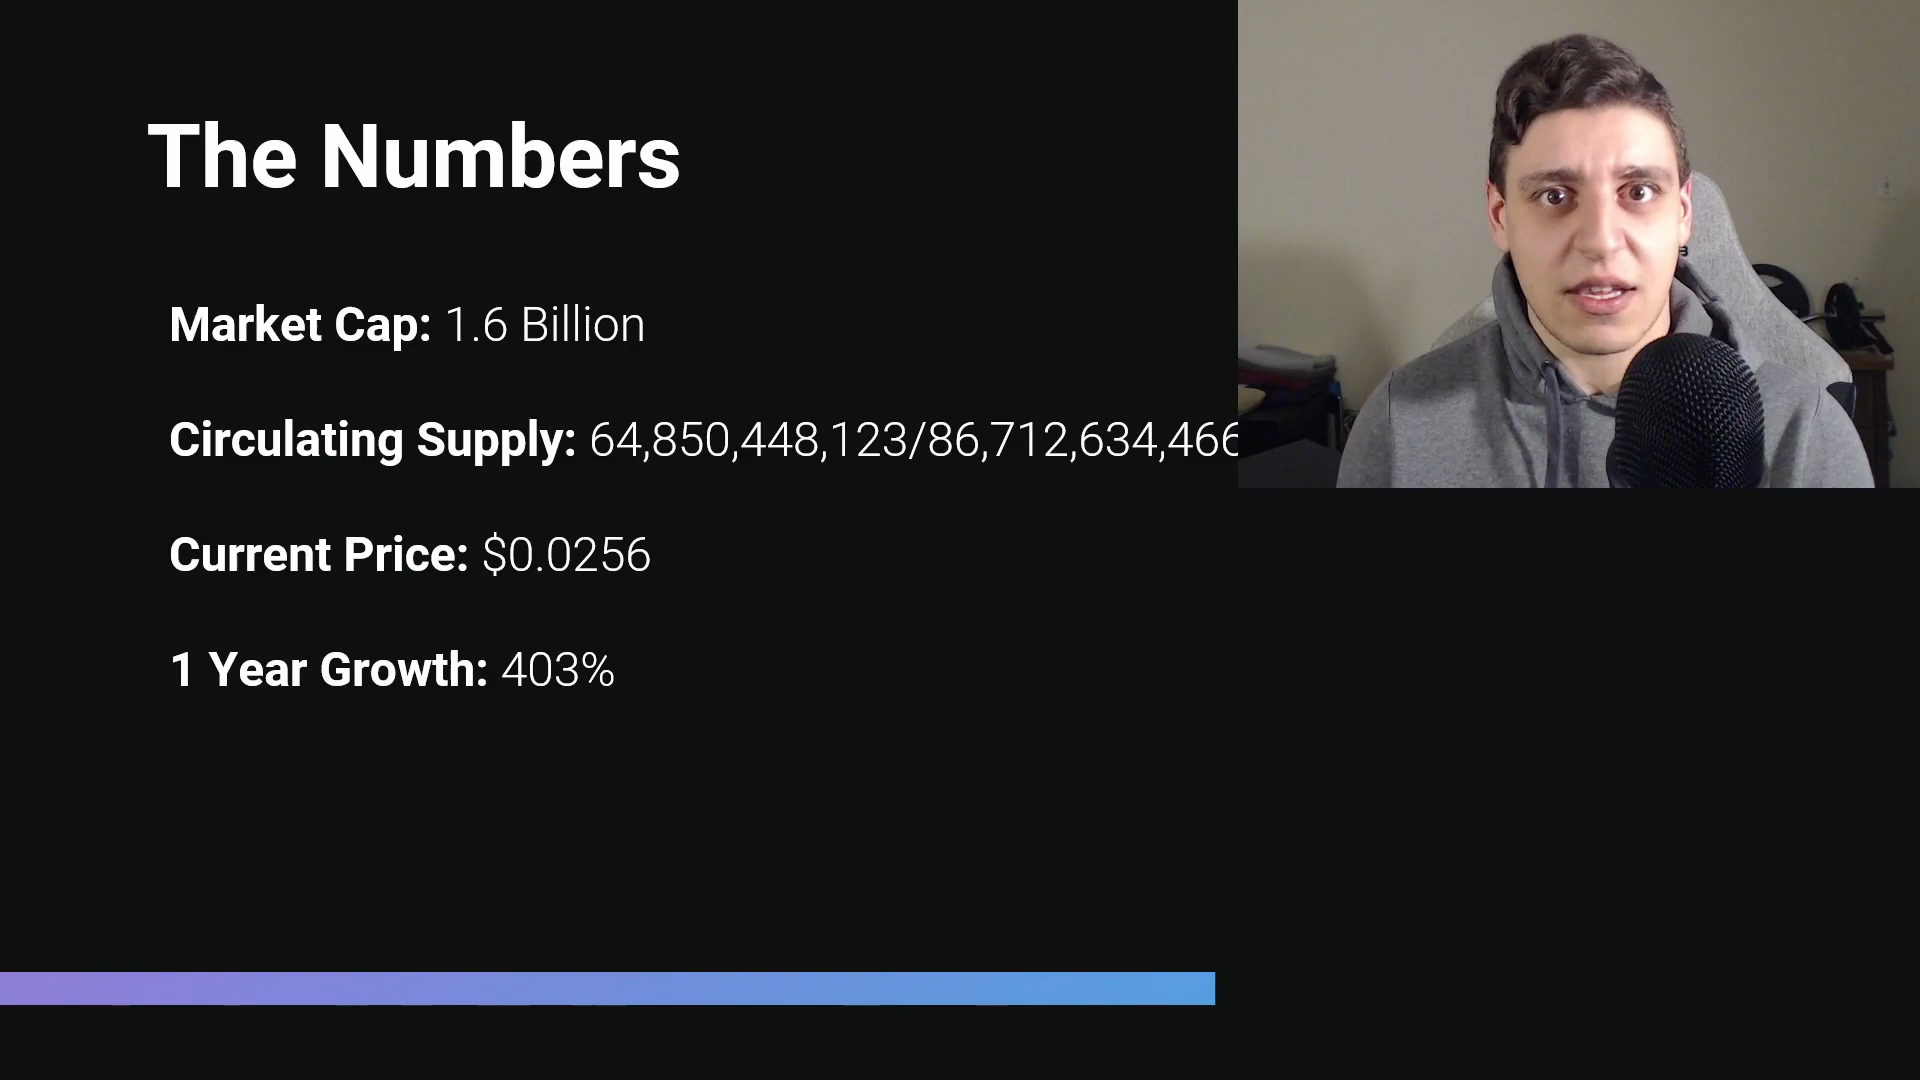 The Numbers
Market Cap: 1.6 Billion
Circulating Supply: 64,850,448,123/86,712,634,466
Current Price: $0.0256
1 Year Growth: 403%